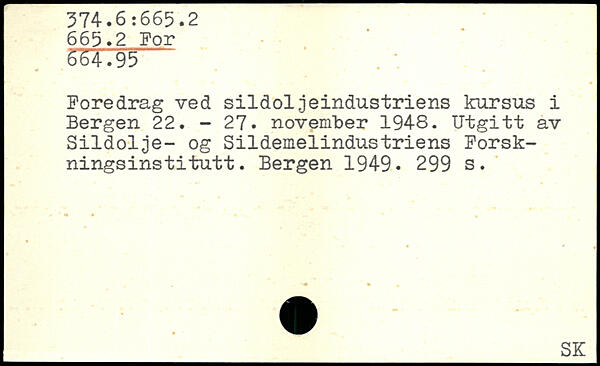 374.6:665.2
665.2 For
664.95
Foredrag ved sildoljeindustriens kursus i
Bergen 22. - 27. november 1948. Utgitt av
Sildolje- og Sildemelindustriens Forsk-
ningsinstitutt. Bergen 1949. 299 s.
SK